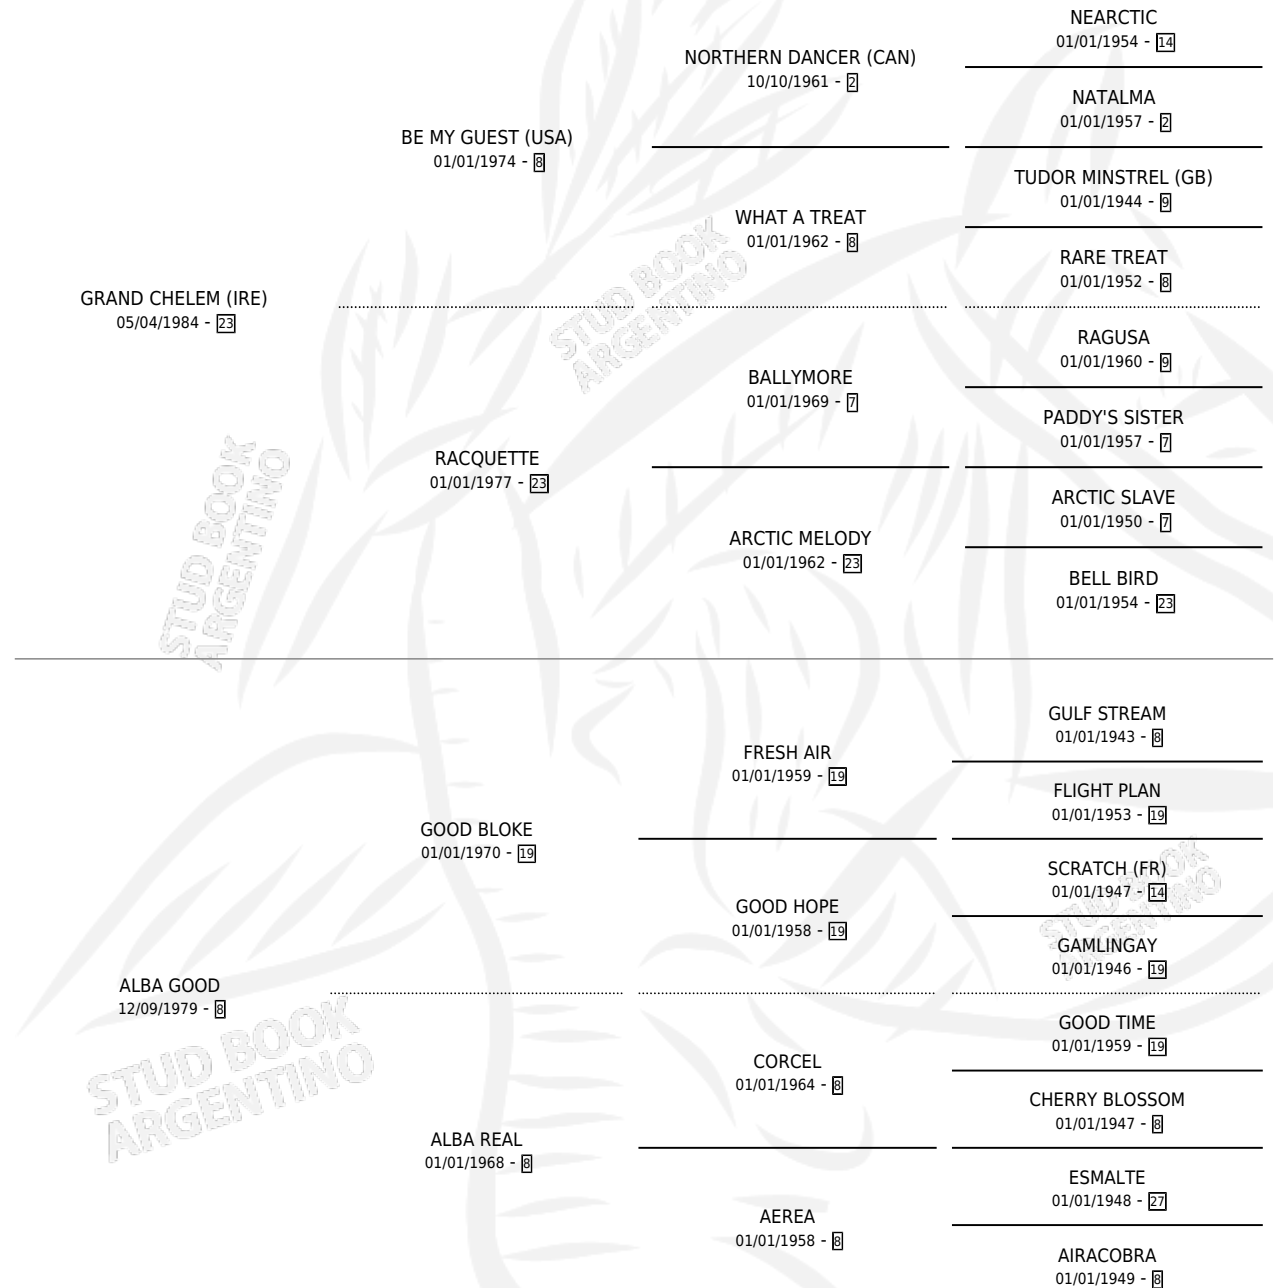 NEARCTIC
01/01/1954 - 14
NORTHERN DANCER (CAN)
10/10/1961 - 2
NATALMA
01/01/1957 - 2
BE MY GUEST (USA)
01/01/1974 - 8
TUDOR MINSTREL (GB)
01/01/1944 - 9
WHAT A TREAT
01/01/1962 - 8
RARE TREAT
01/01/1952 - 8
GRAND CHELEM (IRE)
05/04/1984 - 23
RAGUSA
01/01/1960 - 9
BALLYMORE
01/01/1969 - 7
PADDY'S SISTER
01/01/1957 - 7
RACQUETTE
01/01/1977 - 23
ARCTIC SLAVE
01/01/1950 - 7
ARCTIC MELODY
01/01/1962 - 23
BELL BIRD
01/01/1954 - 23
GULF STREAM
01/01/1943 - 8
FRESH AIR
01/01/1959 - 19
FLIGHT PLAN
01/01/1953 - 19
GOOD BLOKE
01/01/1970 - 19
SCRATCH (FR)
01/01/1947 - 14
GOOD HOPE
01/01/1958 - 19
GAMLINGAY
01/01/1946 - 19
ALBA GOOD
12/09/1979 - 8
GOOD TIME
01/01/1959 - 19
CORCEL
01/01/1964 - 8
CHERRY BLOSSOM
01/01/1947 - 8
ALBA REAL
01/01/1968 - 8
ESMALTE
01/01/1948 - 27
AEREA
01/01/1958 - 8
AIRACOBRA
01/01/1949 - 8
STUD BOOK
ARGENTINO
STUD BOOK
ARGENTINO
STUD BOOK
ARGENTINO
STUD BOOK
ARGENTINO